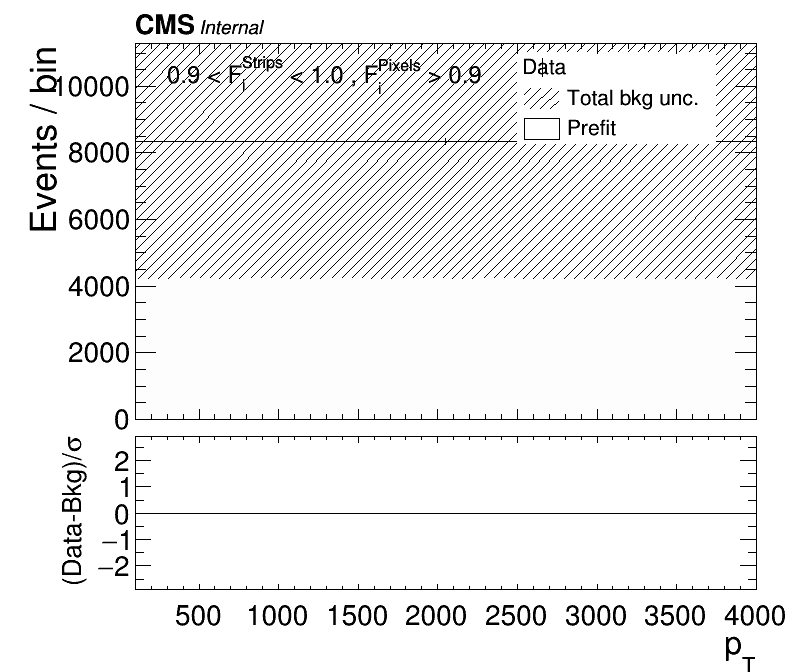 CMS Internal
Events / bin
0.9 < F_i^Strips < 1.0 , F_i^Pixels > 0.9
Data
Total bkg unc.
Prefit
10000
8000
6000
4000
2000
0
(Data-Bkg)/σ
2
1
0
−1
−2
500 1000 1500 2000 2500 3000 3500 4000
p_T